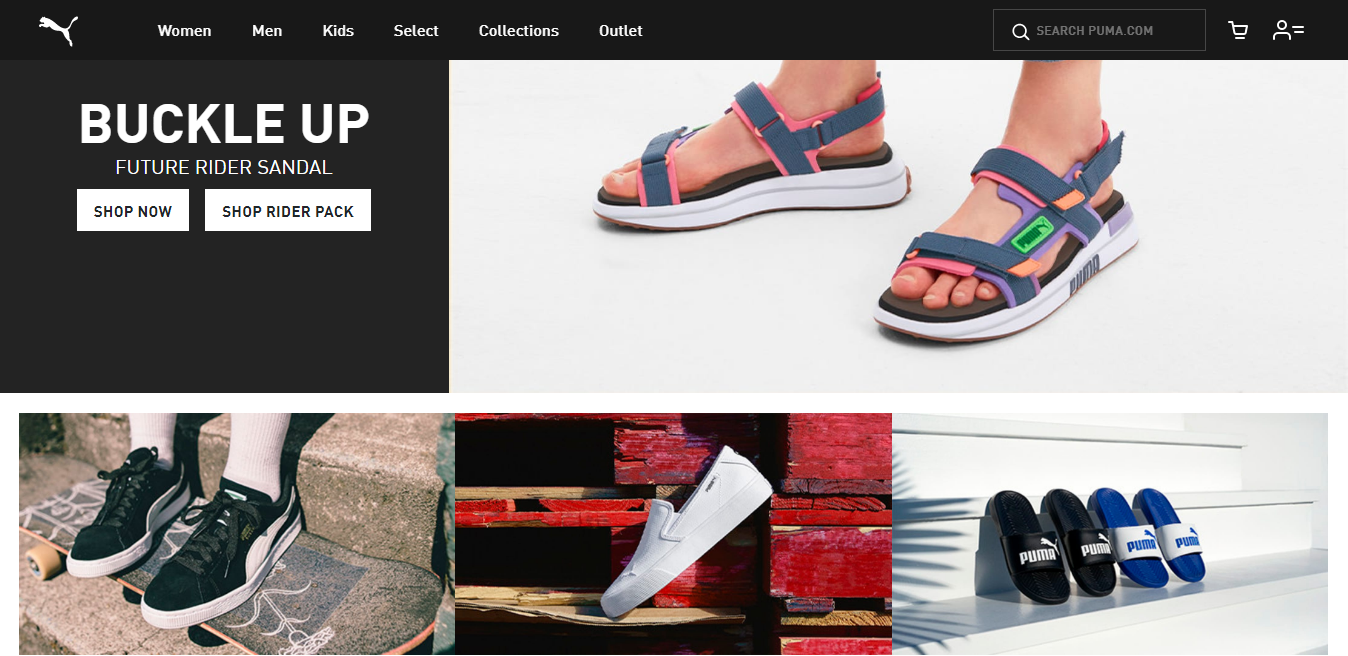 Women Men Kids Select Collections Outlet SEARCH PUMA.COM
BUCKLE UP
FUTURE RIDER SANDAL
SHOP NOW SHOP RIDER PACK
PUMA
PUMA PUMA PUMA PUMA